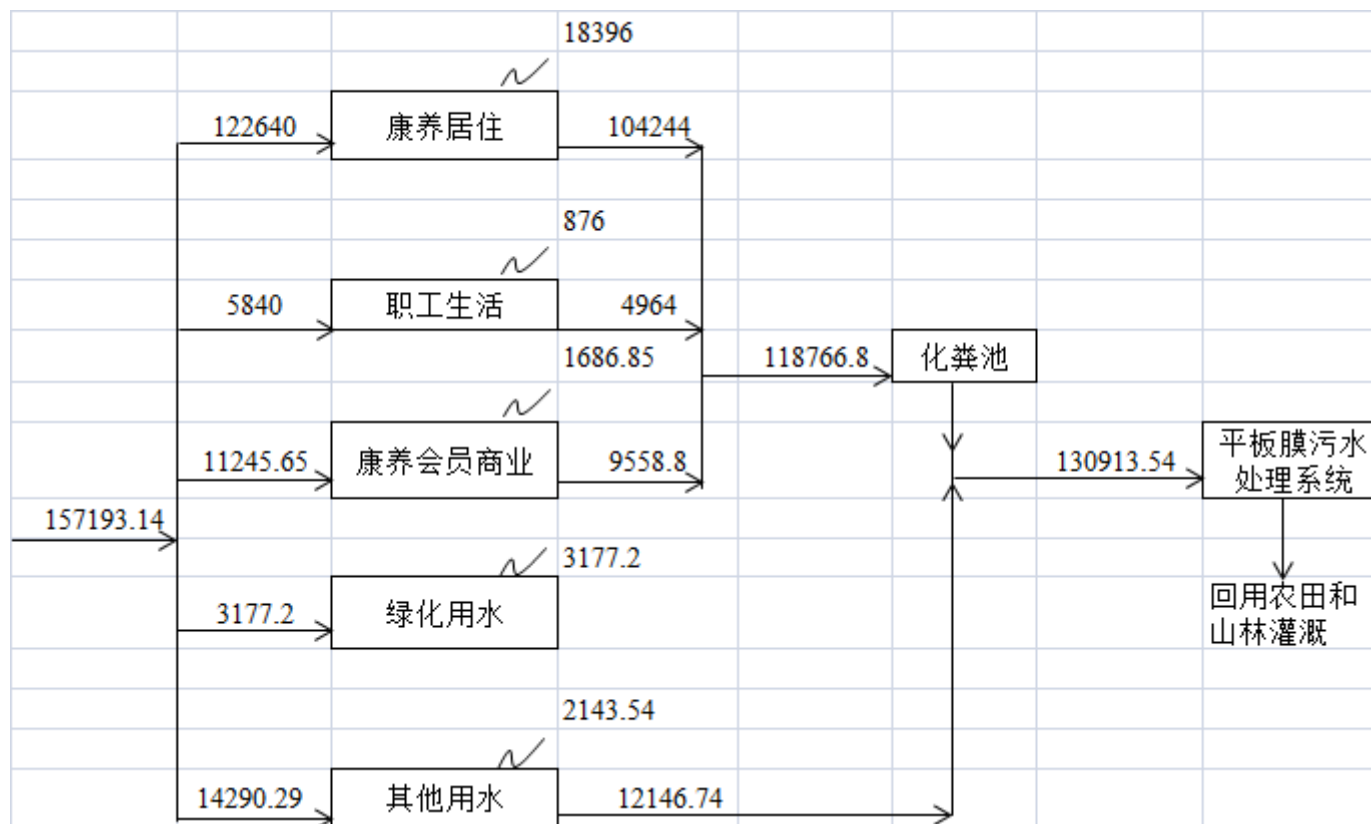 18396
122640
康养居住
104244
876
5840
职工生活
4964
1686.85
118766.8
化粪池
11245.65
康养会员商业
9558.8
130913.54
平板膜污水
处理系统
157193.14
3177.2
3177.2
绿化用水
回用农田和
山林灌溉
2143.54
14290.29
其他用水
12146.74